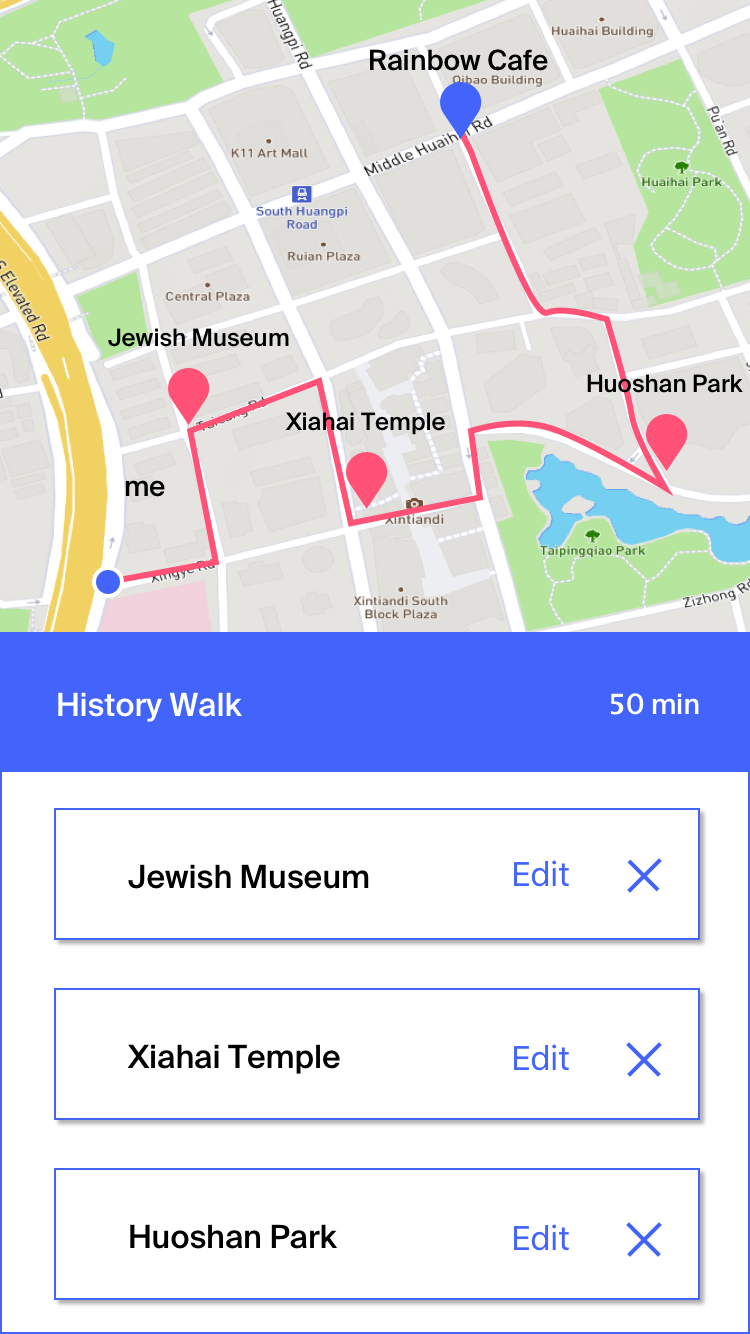 Huangpi Rd
Huaihai Building
Rainbow Cafe
Qibao Building
Pu'an Rd
Middle Huaihai Rd
K11 Art Mall
Huaihai Park
South Huangpi
Road
Ruian Plaza
Elevated Rd
Central Plaza
Jewish Museum
Huoshan Park
Taicang Rd
Xiahai Temple
me
Xintiandi
Taipingqiao Park
Xingye Rd
Xintiandi South
Block Plaza
Zizhong Rd
History Walk
50 min
Jewish Museum
Edit
Xiahai Temple
Edit
Huoshan Park
Edit